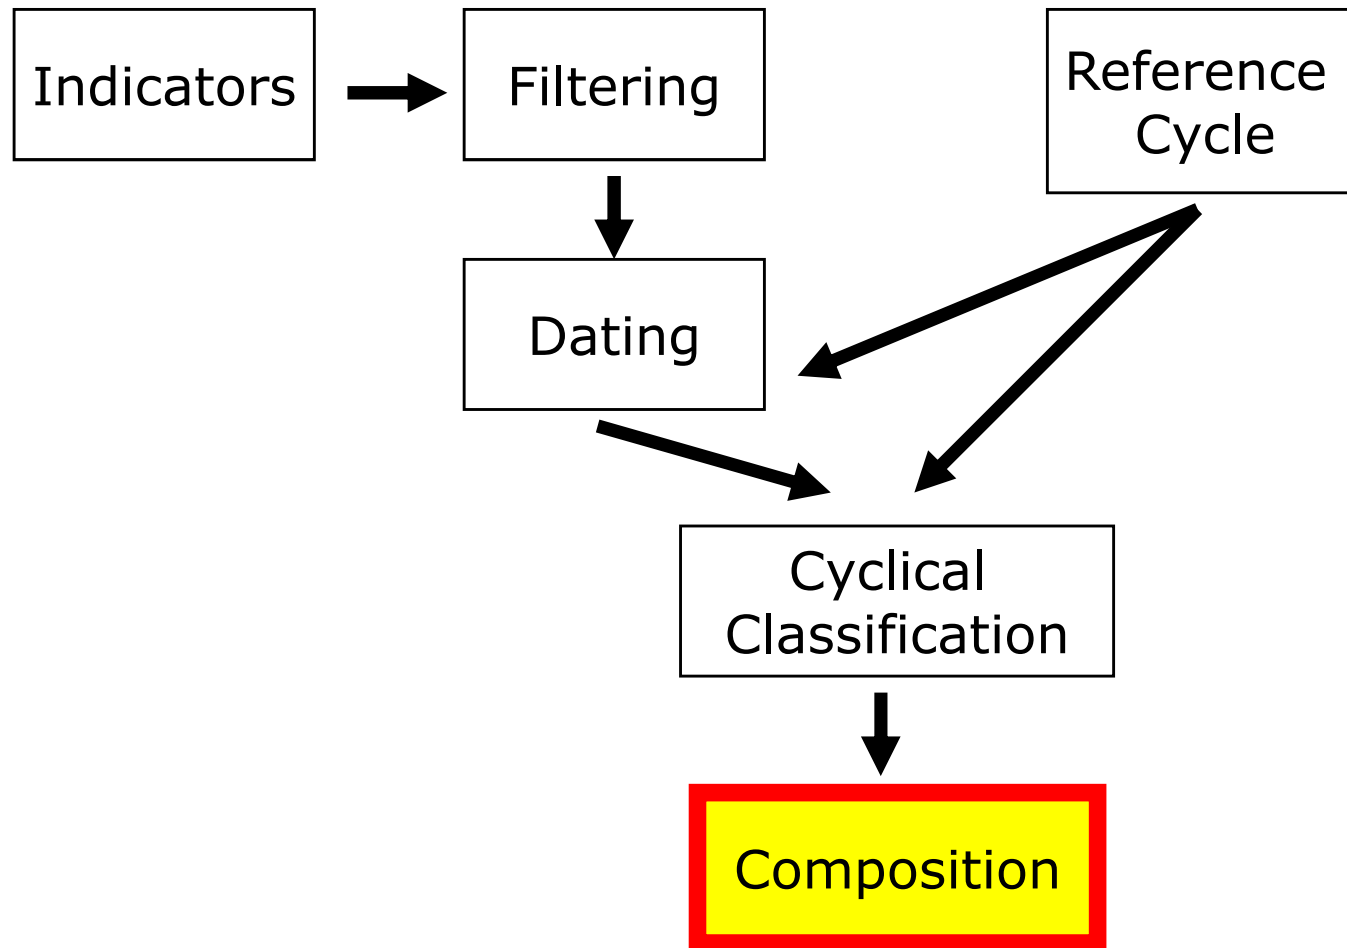 Indicators
Filtering
Reference
Cycle
Dating
Cyclical
Classification
Composition